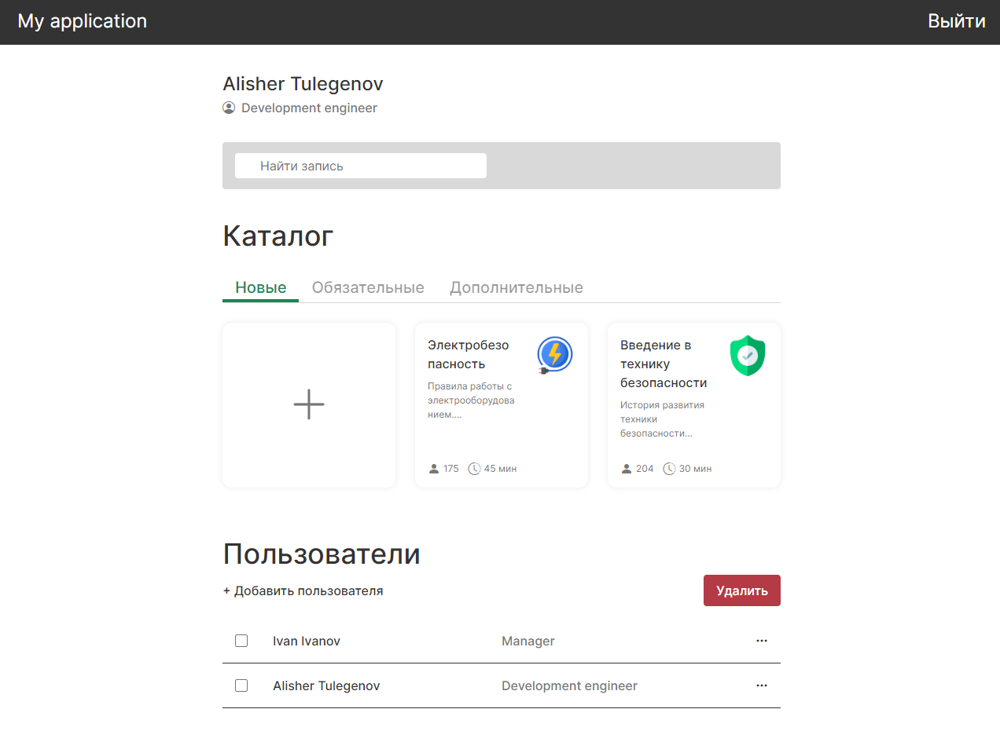 My application
Выйти
Alisher Tulegenov
Development engineer
Найти запись
Каталог
Новые
Обязательные
Дополнительные
Электробезо
пасность
Правила работы с
электрооборудова
нием....
175
45 мин
Введение в
технику
безопасности
История развития
техники
безопасности...
204
30 мин
Пользователи
+ Добавить пользователя
Удалить
Ivan Ivanov
Manager
...
Alisher Tulegenov
Development engineer
...